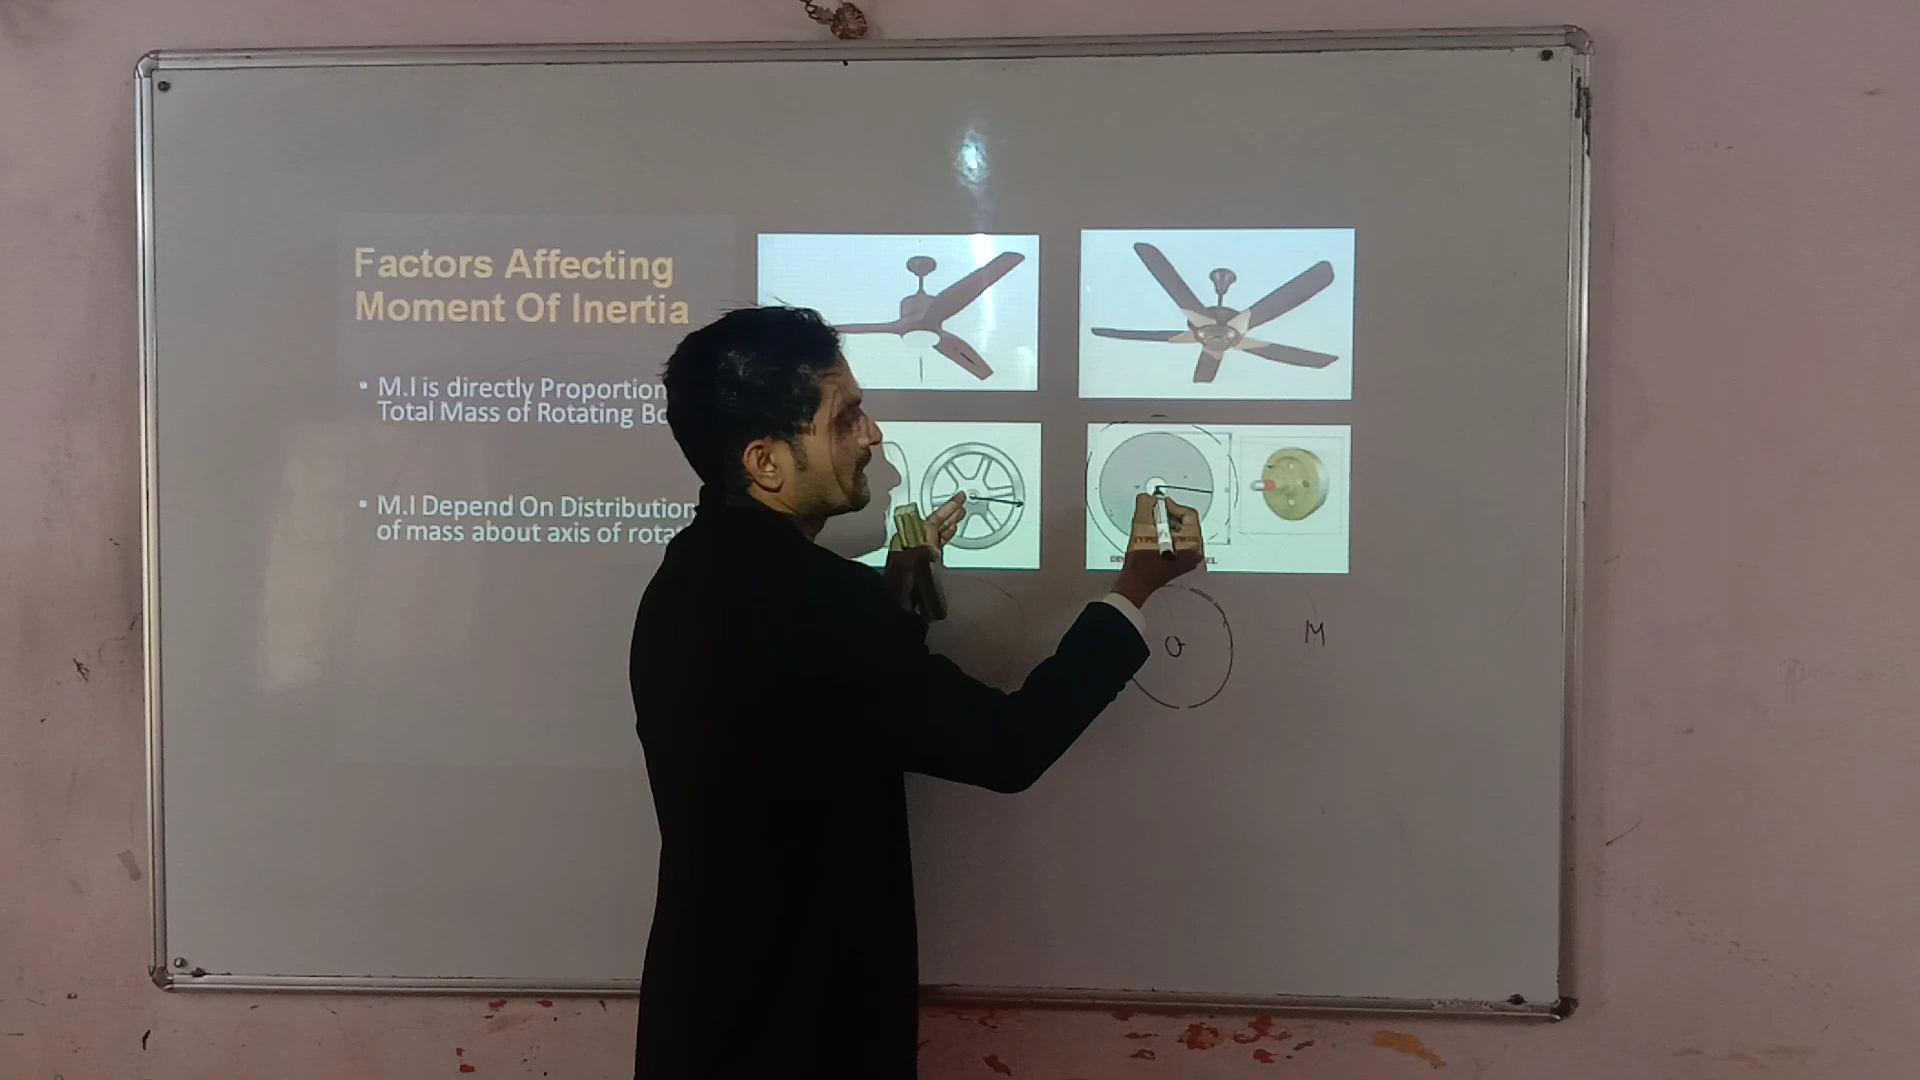 Factors Affecting
Moment Of Inertia
• M.I is directly Proportion
Total Mass of Rotating Bo
• M.I Depend On Distribution
of mass about axis of rota
M